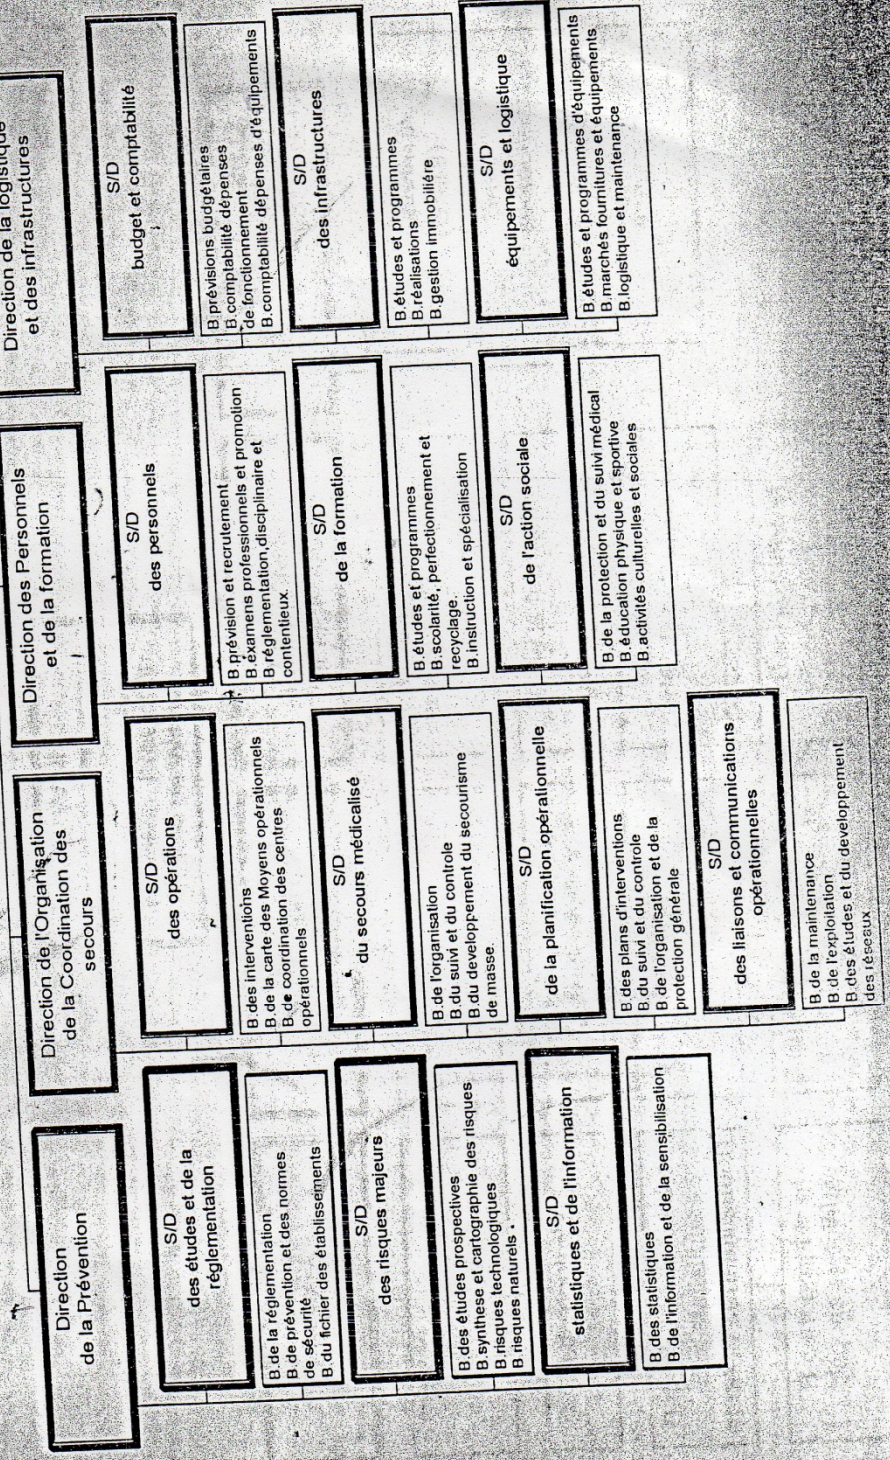 Direction
de la Prévention
S/D
des études et de la
réglementation
B.de la réglementation
B.de prévention et des normes
de sécurité
B.du fichier des établissements
S/D
des risques majeurs
B.des études prospectives
B.synthese et cartographie des risques
B.risques technologiques
B.risques naturels
S/D
statistiques et de l'information
B.des statistiques
B.de l'information et de la sensibilisation
Direction de l'Organisation
de la Coordination des
secours
S/D
des opérations
B.des interventions
B.de la carte des Moyens opérationnels
B.de coordination des centres
opérationnels
S/D
du secours médicalisé
B.de l'organisation
B.du suivi et du controle
B.du developpement du secourisme
de masse.
S/D
de la planification opérationnelle
B.des plans d'interventions
B.du suivi et du controle
B.de l'organisation et de la
protection générale
S/D
des liaisons et communications
opérationnelles
B.de la maintenance
B.de l'exploitation
B.des études et du developpement
des réseaux
Direction des Personnels
et de la formation
S/D
des personnels
B.prévision et recrutement
B.examens professionnels et promotion
B.réglementation,disciplinaire et
contentieux.
S/D
de la formation
B.études et programmes
B.scolarité, perfectionnement et
recyclage.
B.instruction et spécialisation
S/D
de l'action sociale
B.de la protection et du suivi médical
B.éducation physique et sportive
B.activités culturelles et sociales
Direction de la logistique
et des infrastructures
S/D
budget et comptabilité
B.prévisions budgétaires
B.comptabilité dépenses
de fonctionnement
B.comptabilité dépenses d'équipements
S/D
des infrastructures
B.études et programmes
B.réalisations
B.gestion immobiliére
S/D
équipements et logistique
B.études et programmes d'équipements
B.marchés fournitures et équipements
B.logistique et maintenance